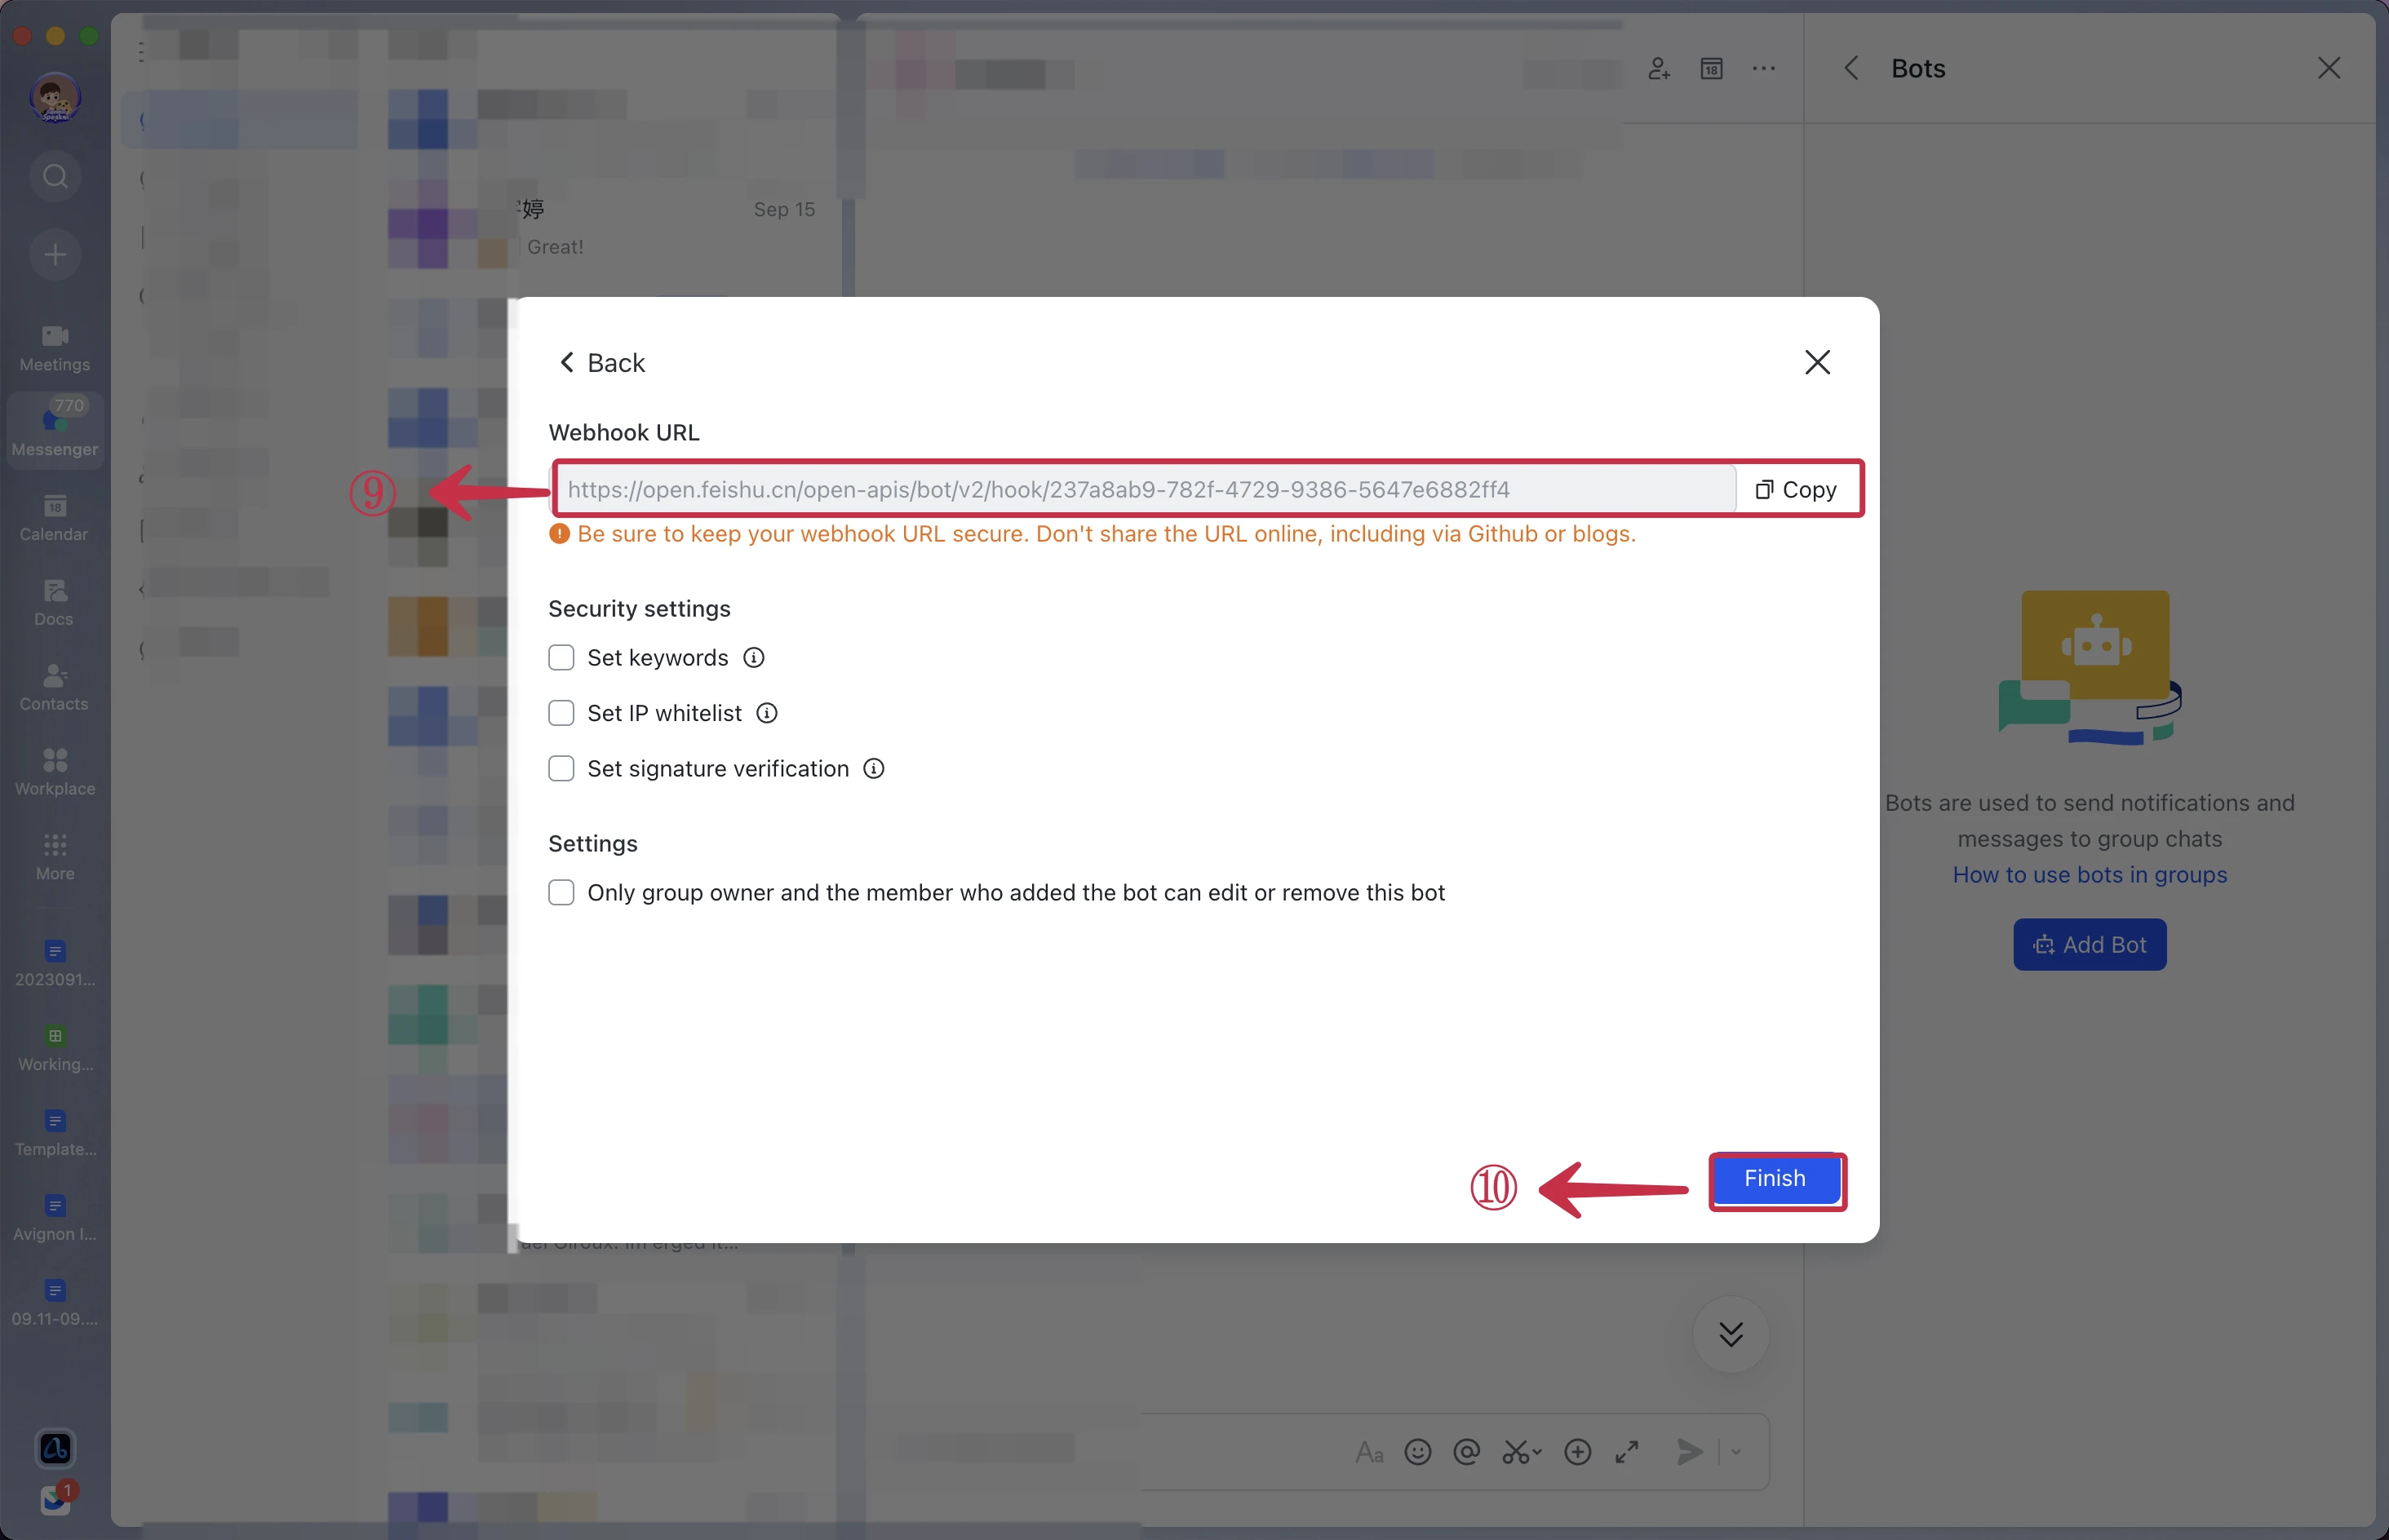 Meetings
770
Messenger
18
Calendar
Docs
Contacts
Workplace
More
2023091...
Working...
Template...
Avignon I...
09.11-09....
1
婷
Sep 15
Great!
18
Bots
Back
Webhook URL
https://open.feishu.cn/open-apis/bot/v2/hook/237a8ab9-782f-4729-9386-5647e6882ff4
Copy
⑨
Be sure to keep your webhook URL secure. Don't share the URL online, including via Github or blogs.
Security settings
Set keywords
Set IP whitelist
Set signature verification
Settings
Only group owner and the member who added the bot can edit or remove this bot
⑩
Finish
Bots are used to send notifications and
messages to group chats
How to use bots in groups
Add Bot
Aa